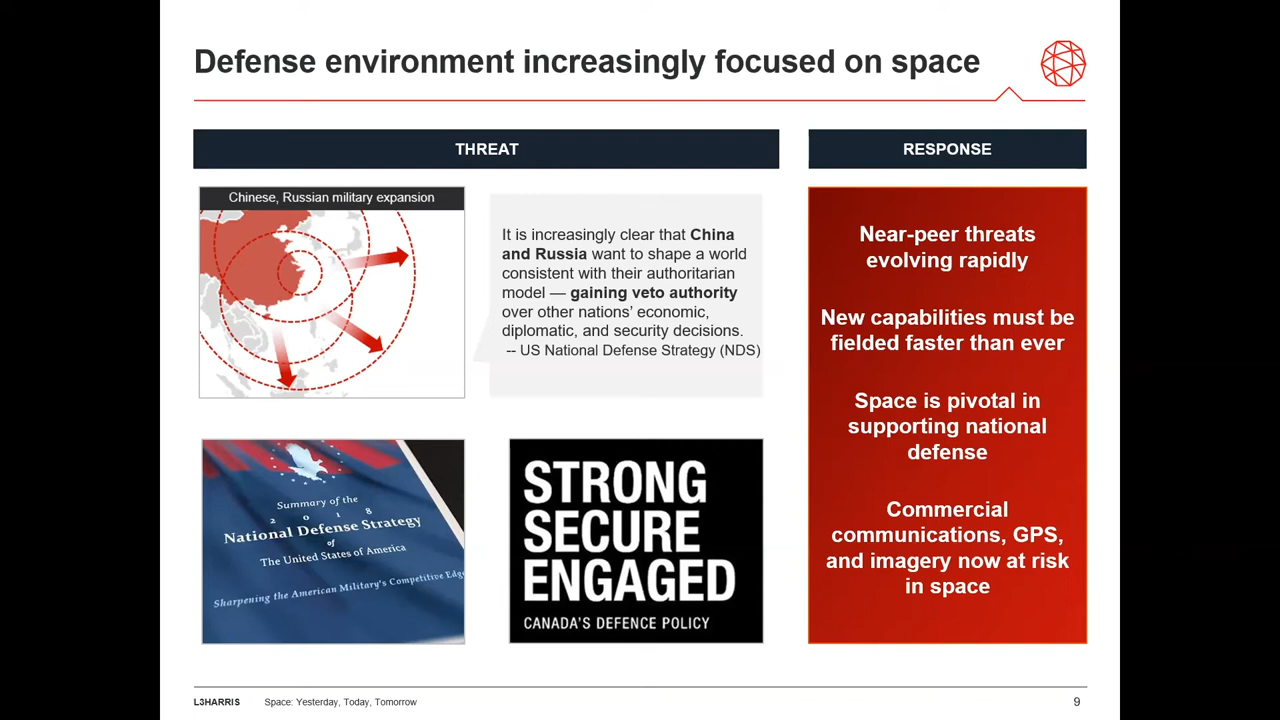 Defense environment increasingly focused on space
THREAT
Chinese, Russian military expansion
It is increasingly clear that China
and Russia want to shape a world
consistent with their authoritarian
model — gaining veto authority
over other nations’ economic,
diplomatic, and security decisions.
-- US National Defense Strategy (NDS)
Summary of the
2018
National Defense Strategy
of
The United States of America
Sharpening the American Military's Competitive Edge
STRONG
SECURE
ENGAGED
CANADA'S DEFENCE POLICY
RESPONSE
Near-peer threats
evolving rapidly
New capabilities must be
fielded faster than ever
Space is pivotal in
supporting national
defense
Commercial
communications, GPS,
and imagery now at risk
in space
L3HARRIS Space: Yesterday, Today, Tomorrow
9